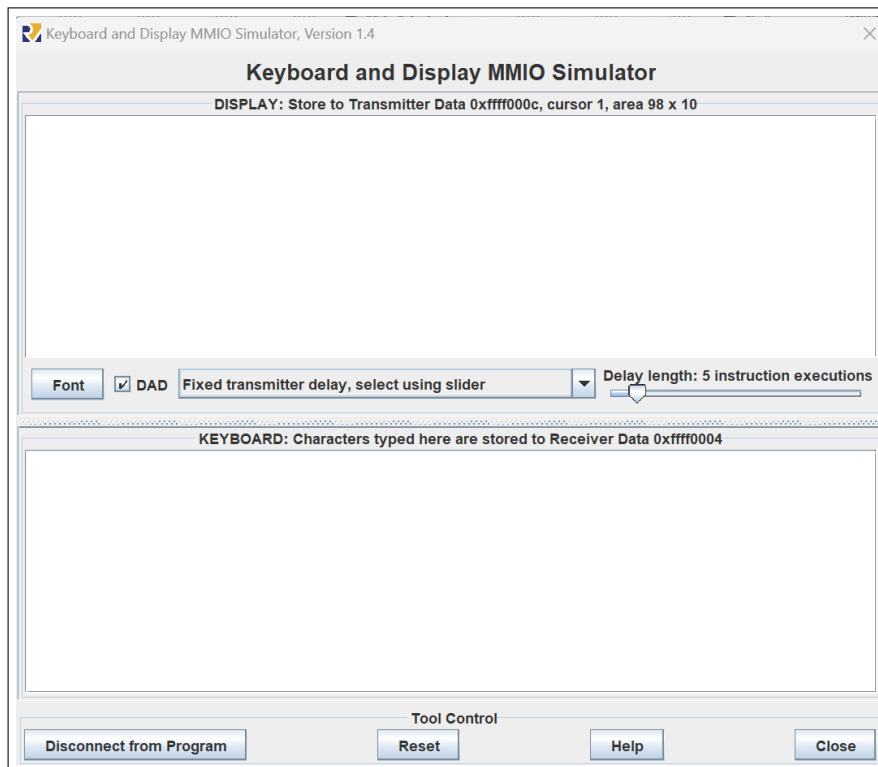 Keyboard and Display MMIO Simulator, Version 1.4
Keyboard and Display MMIO Simulator
DISPLAY: Store to Transmitter Data 0xffff000c, cursor 1, area 98 x 10
Font
DAD
Fixed transmitter delay, select using slider
Delay length: 5 instruction executions
KEYBOARD: Characters typed here are stored to Receiver Data 0xffff0004
Tool Control
Disconnect from Program
Reset
Help
Close